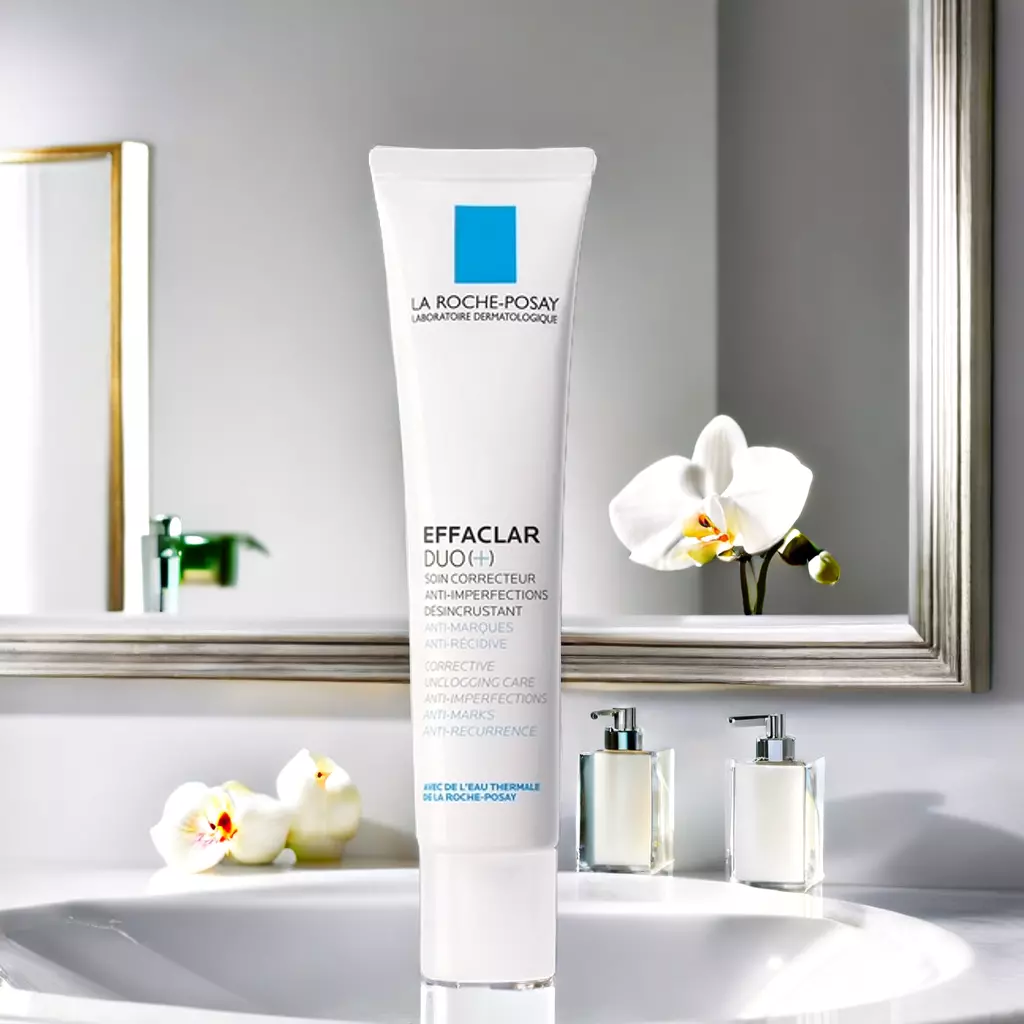 LA ROCHE-POSAY
LABORATOIRE DERMATOLOGIQUE
EFFACLAR
DUO(+)
SOIN CORRECTEUR
ANTI-IMPERFECTIONS
DÉSINCRUSTANT
ANTI-MARQUES
ANTI-RÉCIDIVE
CORRECTIVE
UNCLOGGING CARE
ANTI-IMPERFECTIONS
ANTI-MARKS
ANTI-RECURRENCE
AVEC DE L'EAU THERMALE
DE LA ROCHE-POSAY